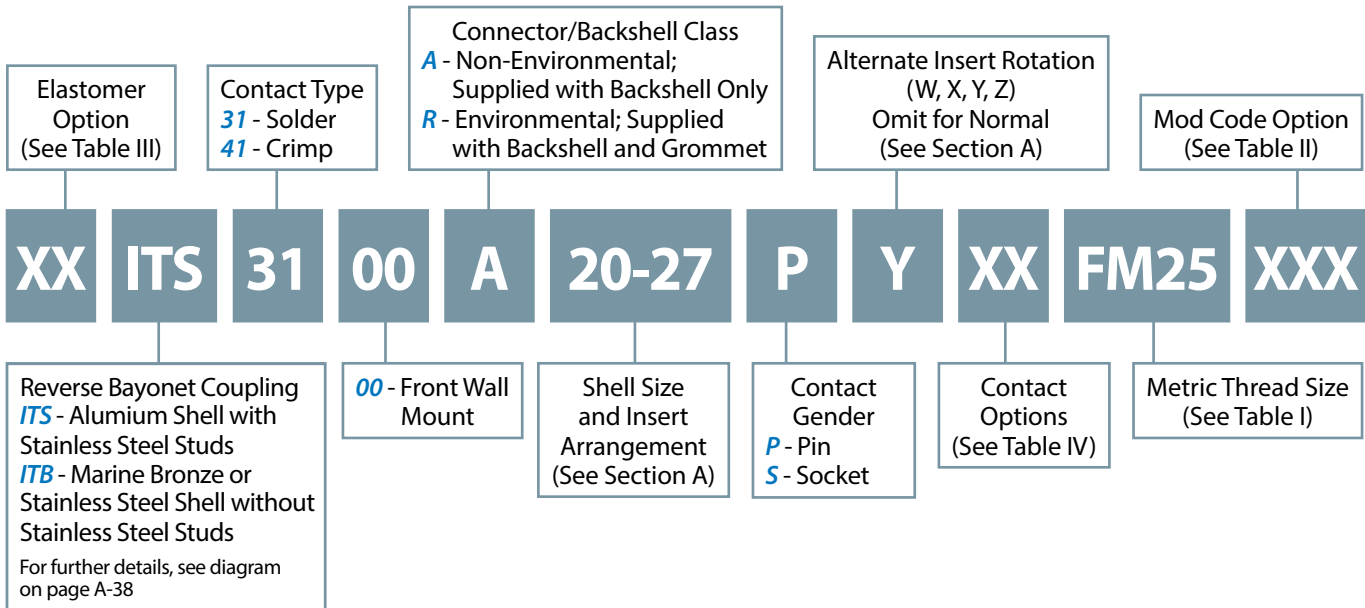 Elastomer
Option
(See Table III)
Contact Type
31 - Solder
41 - Crimp
Connector/Backshell Class
A - Non-Environmental;
Supplied with Backshell Only
R - Environmental; Supplied
with Backshell and Grommet
Alternate Insert Rotation
(W, X, Y, Z)
Omit for Normal
(See Section A)
Mod Code Option
(See Table II)
XX ITS 31 00 A 20-27 P Y XX FM25 XXX
Reverse Bayonet Coupling
ITS - Alumium Shell with
Stainless Steel Studs
ITB - Marine Bronze or
Stainless Steel Shell without
Stainless Steel Studs
For further details, see diagram
on page A-38
00 - Front Wall
Mount
Shell Size
and Insert
Arrangement
(See Section A)
Contact
Gender
P - Pin
S - Socket
Contact
Options
(See Table IV)
Metric Thread Size
(See Table I)